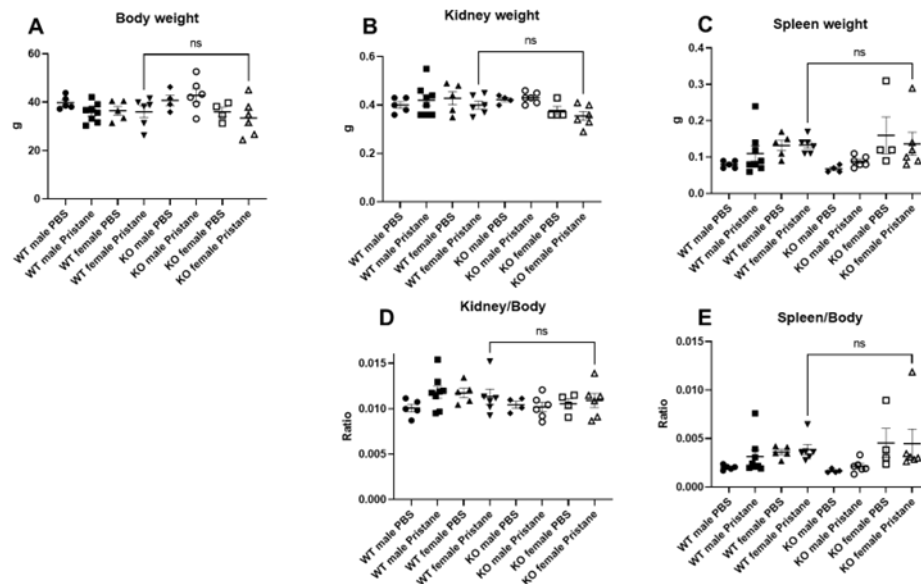 A
Body weight
ns
60
40
20
0
g
WT male PBS
WT male Pristane
WT female PBS
WT female Pristane
KO male PBS
KO male Pristane
KO female PBS
KO female Pristane
B
Kidney weight
ns
0.6
0.4
0.2
0.0
g
WT male PBS
WT male Pristane
WT female PBS
WT female Pristane
KO male PBS
KO male Pristane
KO female PBS
KO female Pristane
C
Spleen weight
ns
0.4
0.3
0.2
0.1
0.0
g
WT male PBS
WT male Pristane
WT female PBS
WT female Pristane
KO male PBS
KO male Pristane
KO female PBS
KO female Pristane
D
Kidney/Body
ns
0.015
0.010
0.005
0.000
Ratio
WT male PBS
WT male Pristane
WT female PBS
WT female Pristane
KO male PBS
KO male Pristane
KO female PBS
KO female Pristane
E
Spleen/Body
ns
0.015
0.010
0.005
0.000
Ratio
WT male PBS
WT male Pristane
WT female PBS
WT female Pristane
KO male PBS
KO male Pristane
KO female PBS
KO female Pristane